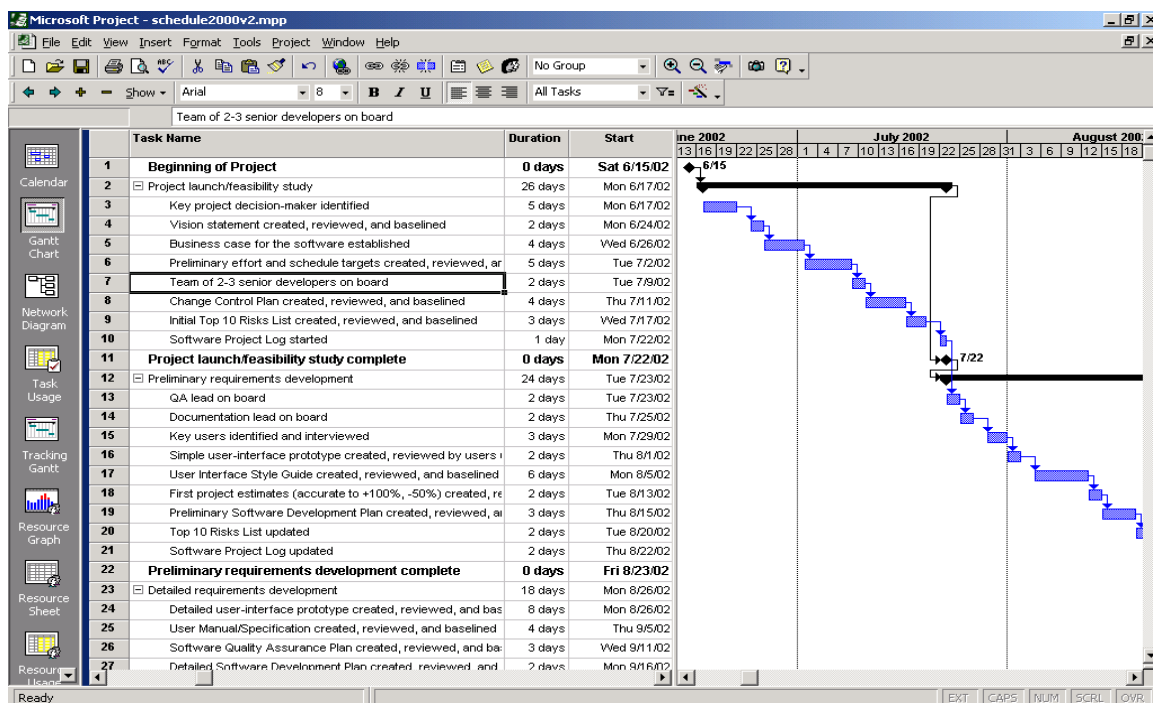 Microsoft Project - schedule2000v2.mpp
File Edit View Insert Format Tools Project Window Help
No Group
Show Arial 8 B I U All Tasks
Team of 2-3 senior developers on board
Task Name Duration Start June 2002 July 2002 August 200
13 16 19 22 25 28 1 4 7 10 13 16 19 22 25 28 31 3 6 9 12 15 18
1 Beginning of Project 0 days Sat 6/15/02 6/15
2 Project launch/feasibility study 26 days Mon 6/17/02
3 Key project decision-maker identified 5 days Mon 6/17/02
4 Vision statement created, reviewed, and baselined 2 days Mon 6/24/02
5 Business case for the software established 4 days Wed 6/26/02
6 Preliminary effort and schedule targets created, reviewed, ar 5 days Tue 7/2/02
7 Team of 2-3 senior developers on board 2 days Tue 7/9/02
8 Change Control Plan created, reviewed, and baselined 4 days Thu 7/11/02
9 Initial Top 10 Risks List created, reviewed, and baselined 3 days Wed 7/17/02
10 Software Project Log started 1 day Mon 7/22/02
11 Project launch/feasibility study complete 0 days Mon 7/22/02 7/22
12 Preliminary requirements development 24 days Tue 7/23/02
13 QA lead on board 2 days Tue 7/23/02
14 Documentation lead on board 2 days Thu 7/25/02
15 Key users identified and interviewed 3 days Mon 7/29/02
16 Simple user-interface prototype created, reviewed by users 2 days Thu 8/1/02
17 User Interface Style Guide created, reviewed, and baselined 6 days Mon 8/5/02
18 First project estimates (accurate to +100%, -50%) created, re 2 days Tue 8/13/02
19 Preliminary Software Development Plan created, reviewed, ai 3 days Thu 8/15/02
20 Top 10 Risks List updated 2 days Tue 8/20/02
21 Software Project Log updated 2 days Thu 8/22/02
22 Preliminary requirements development complete 0 days Fri 8/23/02
23 Detailed requirements development 18 days Mon 8/26/02
24 Detailed user-interface prototype created, reviewed, and bas 8 days Mon 8/26/02
25 User Manual/Specification created, reviewed, and baselined 4 days Thu 9/5/02
26 Software Quality Assurance Plan created, reviewed, and ba 3 days Wed 9/11/02
27 Detailed Software Development Plan created, reviewed, and 2 days Mon 9/16/02
Calendar
Gantt
Chart
Network
Diagram
Task
Usage
Tracking
Gantt
Resource
Graph
Resource
Sheet
Resource
Usage
Ready EXT CAPS NUM SCRL OVR